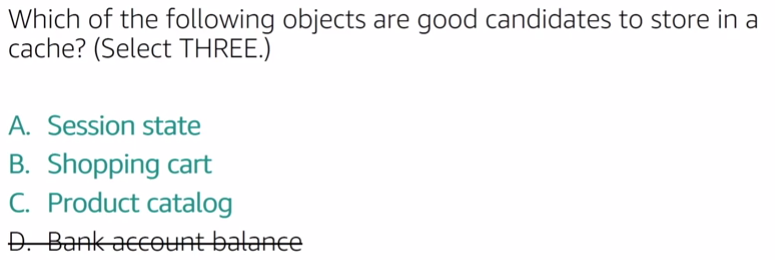 Which of the following objects are good candidates to store in a
cache? (Select THREE.)
A. Session state
B. Shopping cart
C. Product catalog
D. Bank account balance